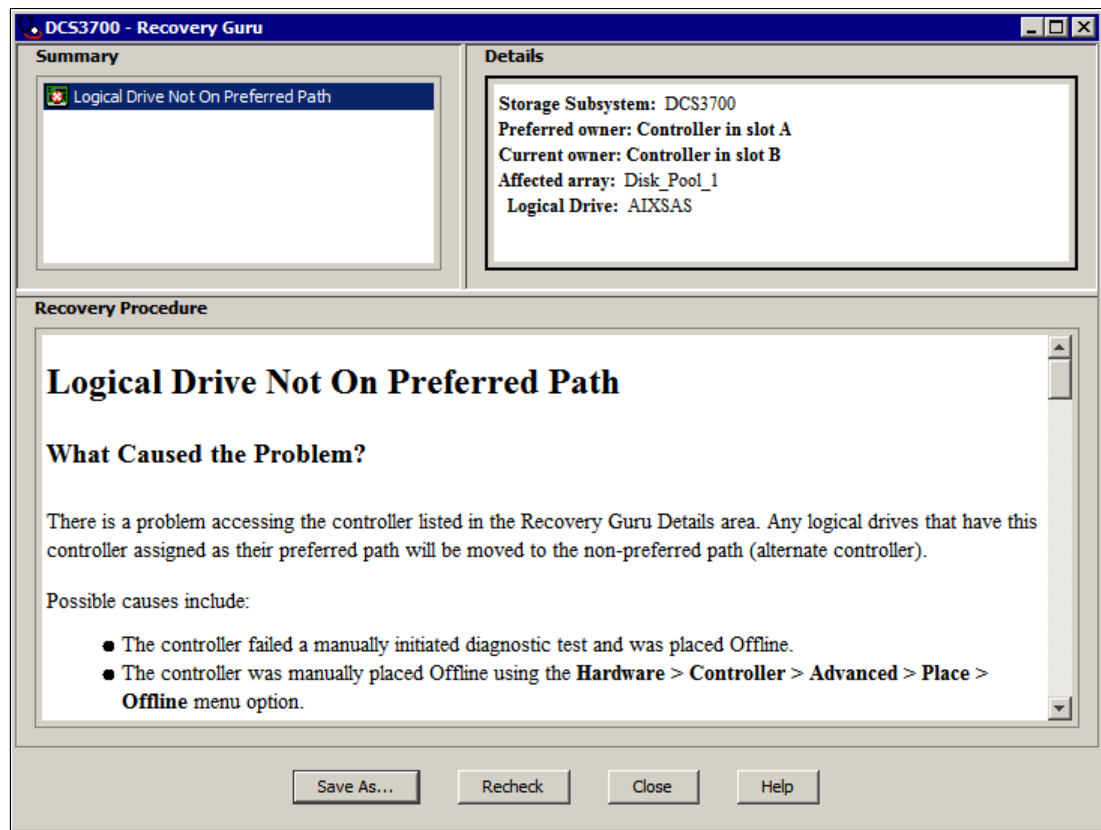 DCS3700 - Recovery Guru
Summary
Logical Drive Not On Preferred Path
Details
Storage Subsystem: DCS3700
Preferred owner: Controller in slot A
Current owner: Controller in slot B
Affected array: Disk_Pool_1
Logical Drive: AIXSAS
Recovery Procedure
Logical Drive Not On Preferred Path
What Caused the Problem?
There is a problem accessing the controller listed in the Recovery Guru Details area. Any logical drives that have this
controller assigned as their preferred path will be moved to the non-preferred path (alternate controller).
Possible causes include:
● The controller failed a manually initiated diagnostic test and was placed Offline.
● The controller was manually placed Offline using the Hardware > Controller > Advanced > Place >
Offline menu option.
Save As... Recheck Close Help